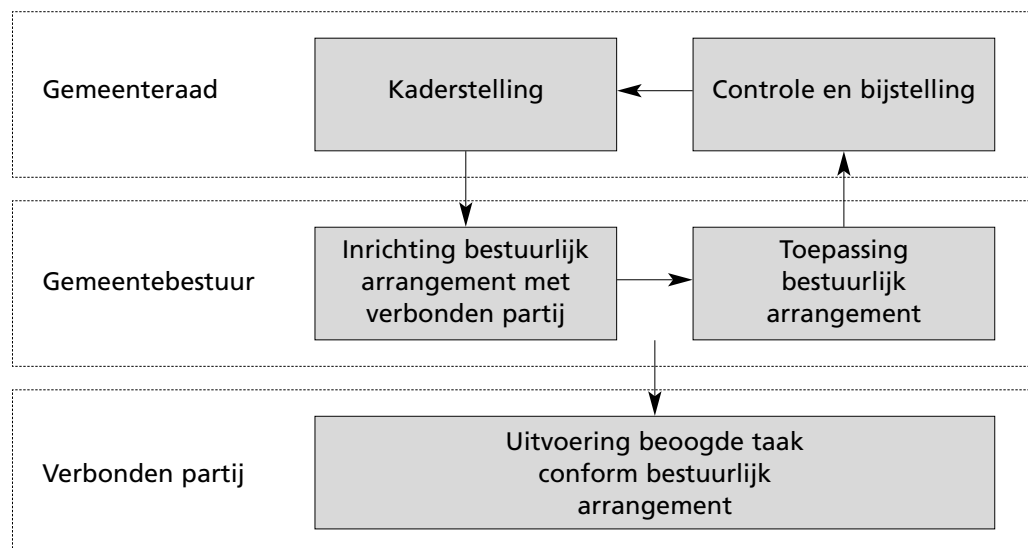 Gemeenteraad
Kaderstelling
Controle en bijstelling
Gemeentebestuur
Inrichting bestuurlijk
arrangement met
verbonden partij
Toepassing
bestuurlijk
arrangement
Verbonden partij
Uitvoering beoogde taak
conform bestuurlijk
arrangement